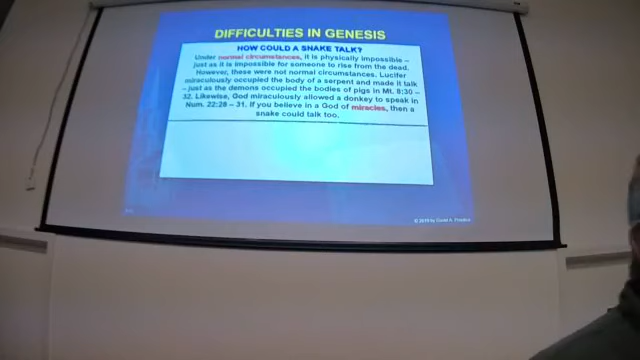 DIFFICULTIES IN GENESIS
HOW COULD A SNAKE TALK?
Under normal circumstances, it is physically impossible –
just as it is impossible for someone to rise from the dead.
However, these were not normal circumstances. Lucifer
miraculously occupied the body of a serpent and made it talk
– just as the demons occupied the bodies of pigs in Mt. 8:30 –
32. Likewise, God miraculously allowed a donkey to speak in
Num. 22:28 – 31. If you believe in a God of miracles, then a
snake could talk too.